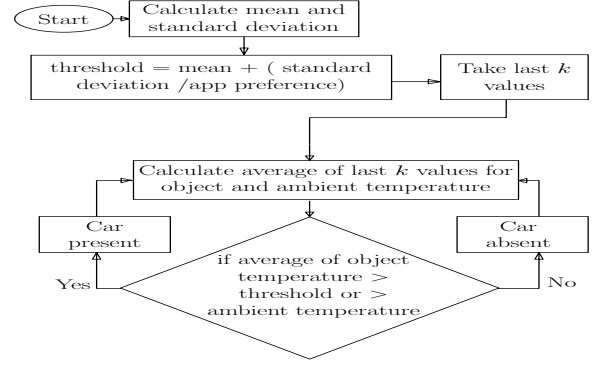 Start
Calculate mean and
standard deviation
threshold = mean + ( standard
deviation /app preference)
Take last k
values
Calculate average of last k values for
object and ambient temperature
Car
present
Car
absent
if average of object
temperature >
threshold or >
ambient temperature
Yes
No